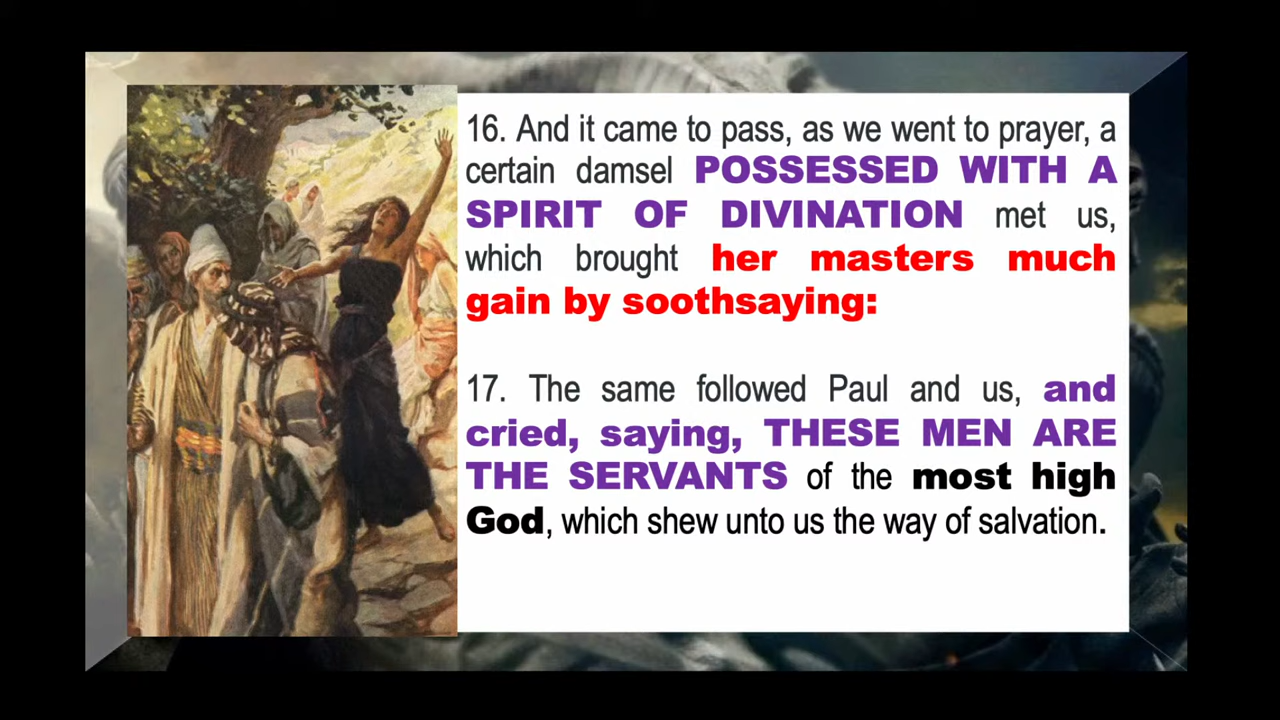 16. And it came to pass, as we went to prayer, a
certain damsel POSSESSED WITH A
SPIRIT OF DIVINATION met us,
which brought her masters much
gain by soothsaying:
17. The same followed Paul and us, and
cried, saying, THESE MEN ARE
THE SERVANTS of the most high
God, which shew unto us the way of salvation.